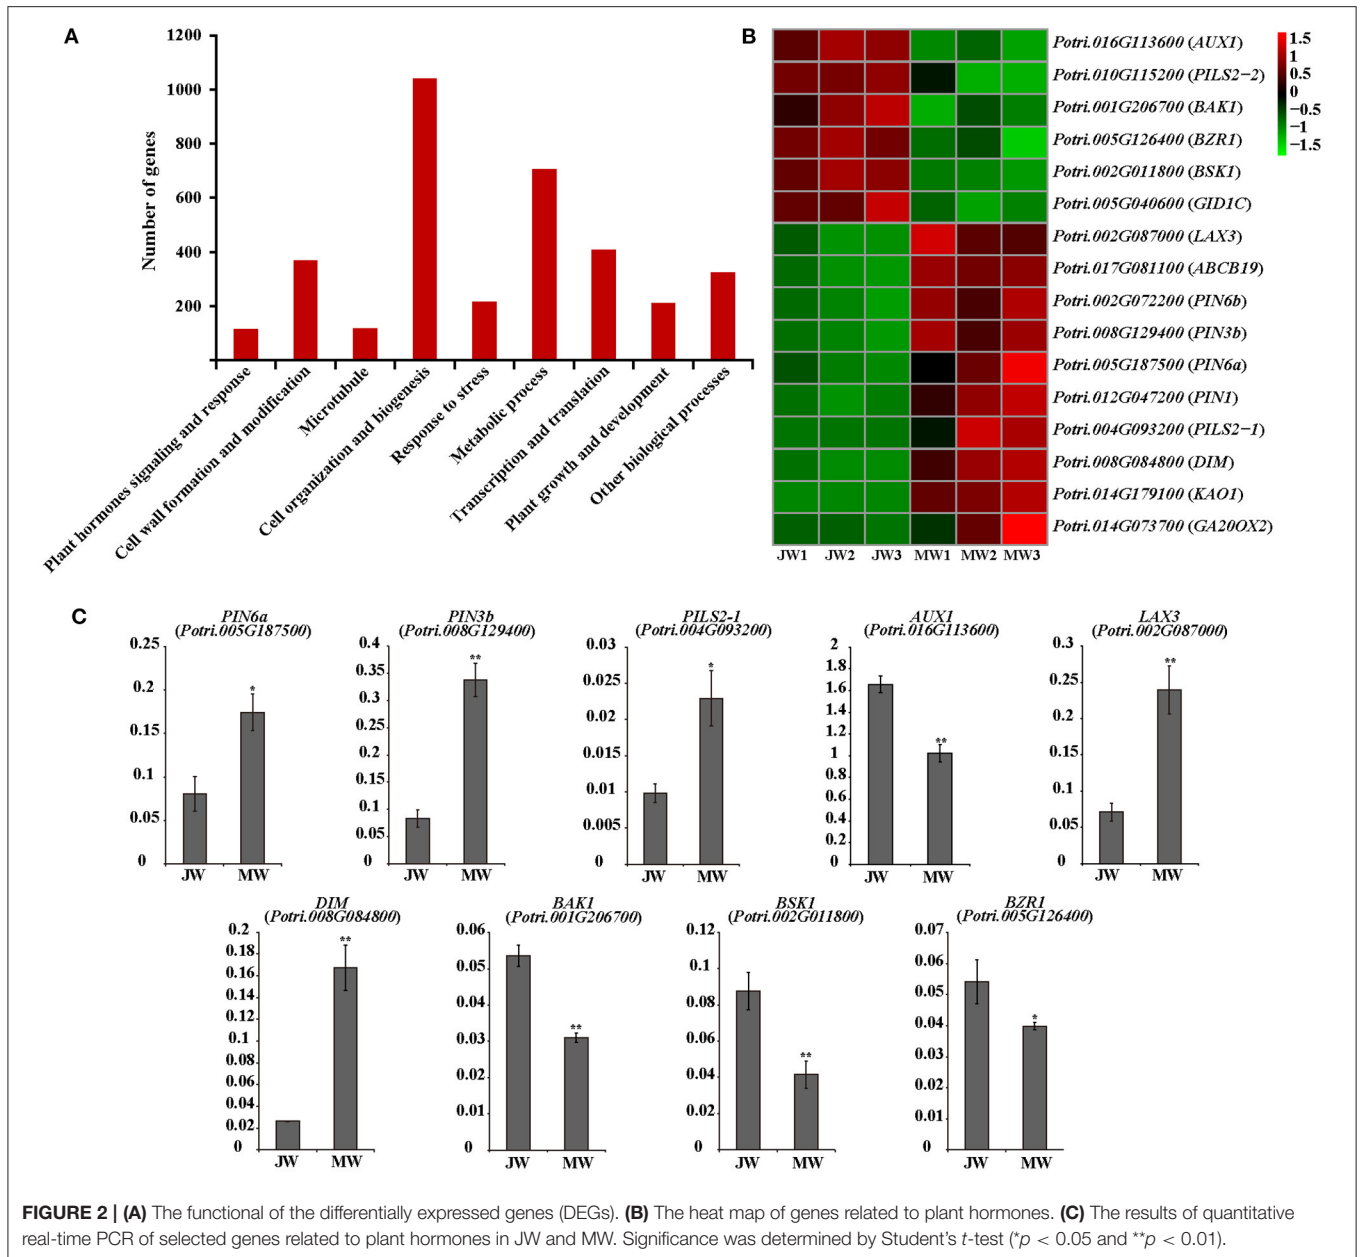 A
1200
1000
800
600
400
200
Number of genes
Plant hormones signaling and response
Cell wall formation and modification
Microtubule
Cell organization and biogenesis
Response to stress
Metabolic process
Transcription and translation
Plant growth and development
Other biological processes
B
Potri.016G113600 (AUX1)
Potri.010G115200 (PILS2-2)
Potri.001G206700 (BAK1)
Potri.005G126400 (BZR1)
Potri.002G011800 (BSK1)
Potri.005G040600 (GID1C)
Potri.002G087000 (LAX3)
Potri.017G081100 (ABCB19)
Potri.002G072200 (PIN6b)
Potri.008G129400 (PIN3b)
Potri.005G187500 (PIN6a)
Potri.012G047200 (PIN1)
Potri.004G093200 (PILS2-1)
Potri.008G084800 (DIM)
Potri.014G179100 (KAO1)
Potri.014G073700 (GA20OX2)
JW1 JW2 JW3 MW1 MW2 MW3
1.5
1
0.5
0
−0.5
−1
−1.5
C
PIN6a
(Potri.005G187500)
0.25
0.2
0.15
0.1
0.05
0
*
JW MW
PIN3b
(Potri.008G129400)
0.4
0.35
0.3
0.25
0.2
0.15
0.1
0.05
0
**
JW MW
PILS2-1
(Potri.004G093200)
0.03
0.025
0.02
0.015
0.01
0.005
0
*
JW MW
AUX1
(Potri.016G113600)
2
1.8
1.6
1.4
1.2
1
0.8
0.6
0.4
0.2
0
**
JW MW
LAX3
(Potri.002G087000)
0.3
0.25
0.2
0.15
0.1
0.05
0
**
JW MW
DIM
(Potri.008G084800)
0.2
0.18
0.16
0.14
0.12
0.1
0.08
0.06
0.04
0.02
0
**
JW MW
BAK1
(Potri.001G206700)
0.06
0.05
0.04
0.03
0.02
0.01
0
**
JW MW
BSK1
(Potri.002G011800)
0.12
0.1
0.08
0.06
0.04
0.02
0
**
JW MW
BZR1
(Potri.005G126400)
0.07
0.06
0.05
0.04
0.03
0.02
0.01
0
*
JW MW
FIGURE 2 | (A) The functional of the differentially expressed genes (DEGs). (B) The heat map of genes related to plant hormones. (C) The results of quantitative
real-time PCR of selected genes related to plant hormones in JW and MW. Significance was determined by Student's t-test (*p < 0.05 and **p < 0.01).